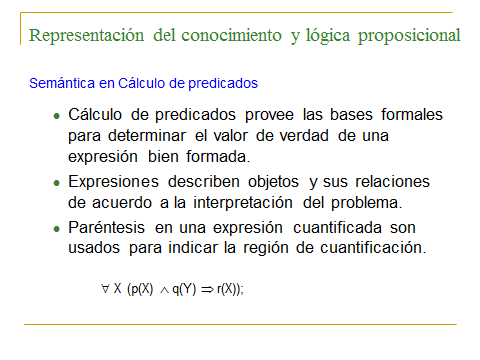 Representación del conocimiento y lógica proposicional
Semántica en Cálculo de predicados
• Cálculo de predicados provee las bases formales
para determinar el valor de verdad de una
expresión bien formada.
• Expresiones describen objetos y sus relaciones
de acuerdo a la interpretación del problema.
• Paréntesis en una expresión cuantificada son
usados para indicar la región de cuantificación.
∀ X (p(X) ∧ q(Y) ⇒ r(X));